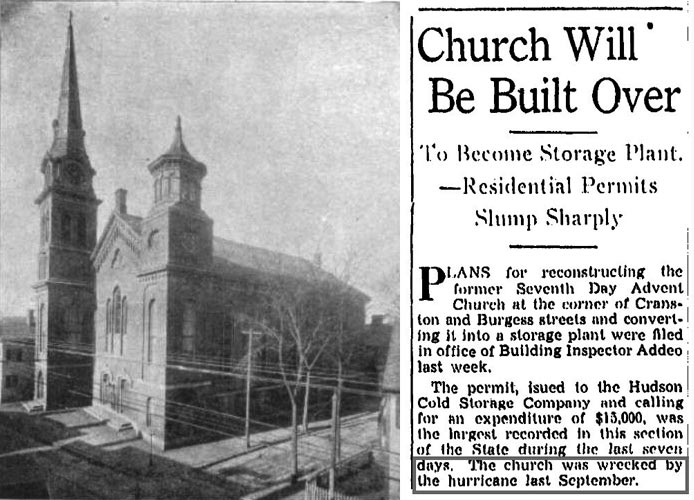 Church Will
Be Built Over
To Become Storage Plant.
—Residential Permits
Slump Sharply
PLANS for reconstructing the
former Seventh Day Advent
Church at the corner of Crans-
ton and Burgess streets and convert-
ing it into a storage plant were filed
in office of Building Inspector Addeo
last week.
The permit, isued to the Hudson
Cold Storage Company and calling
for an expenditure of $15,000, was
the largest recorded in this section
of the State during the last seven
days. The church was wrecked by
the hurricane last September.